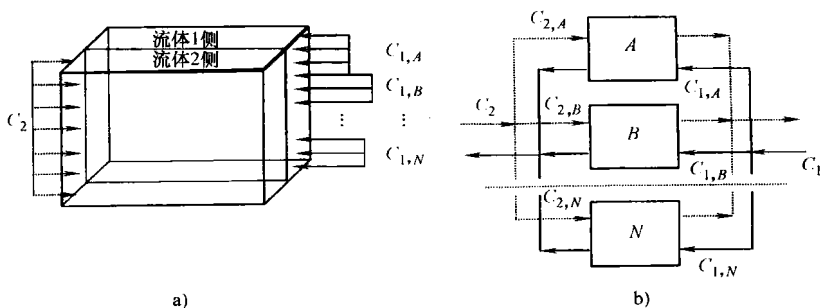 流体1侧
流体2侧
C₂
C₁,A
C₁,B
⋮ ⋮
C₁,N
a)
C₂,A
A
C₁,A
C₂
C₂,B
B
C₁,B
C₁
C₂,N
N
C₁,N
b)